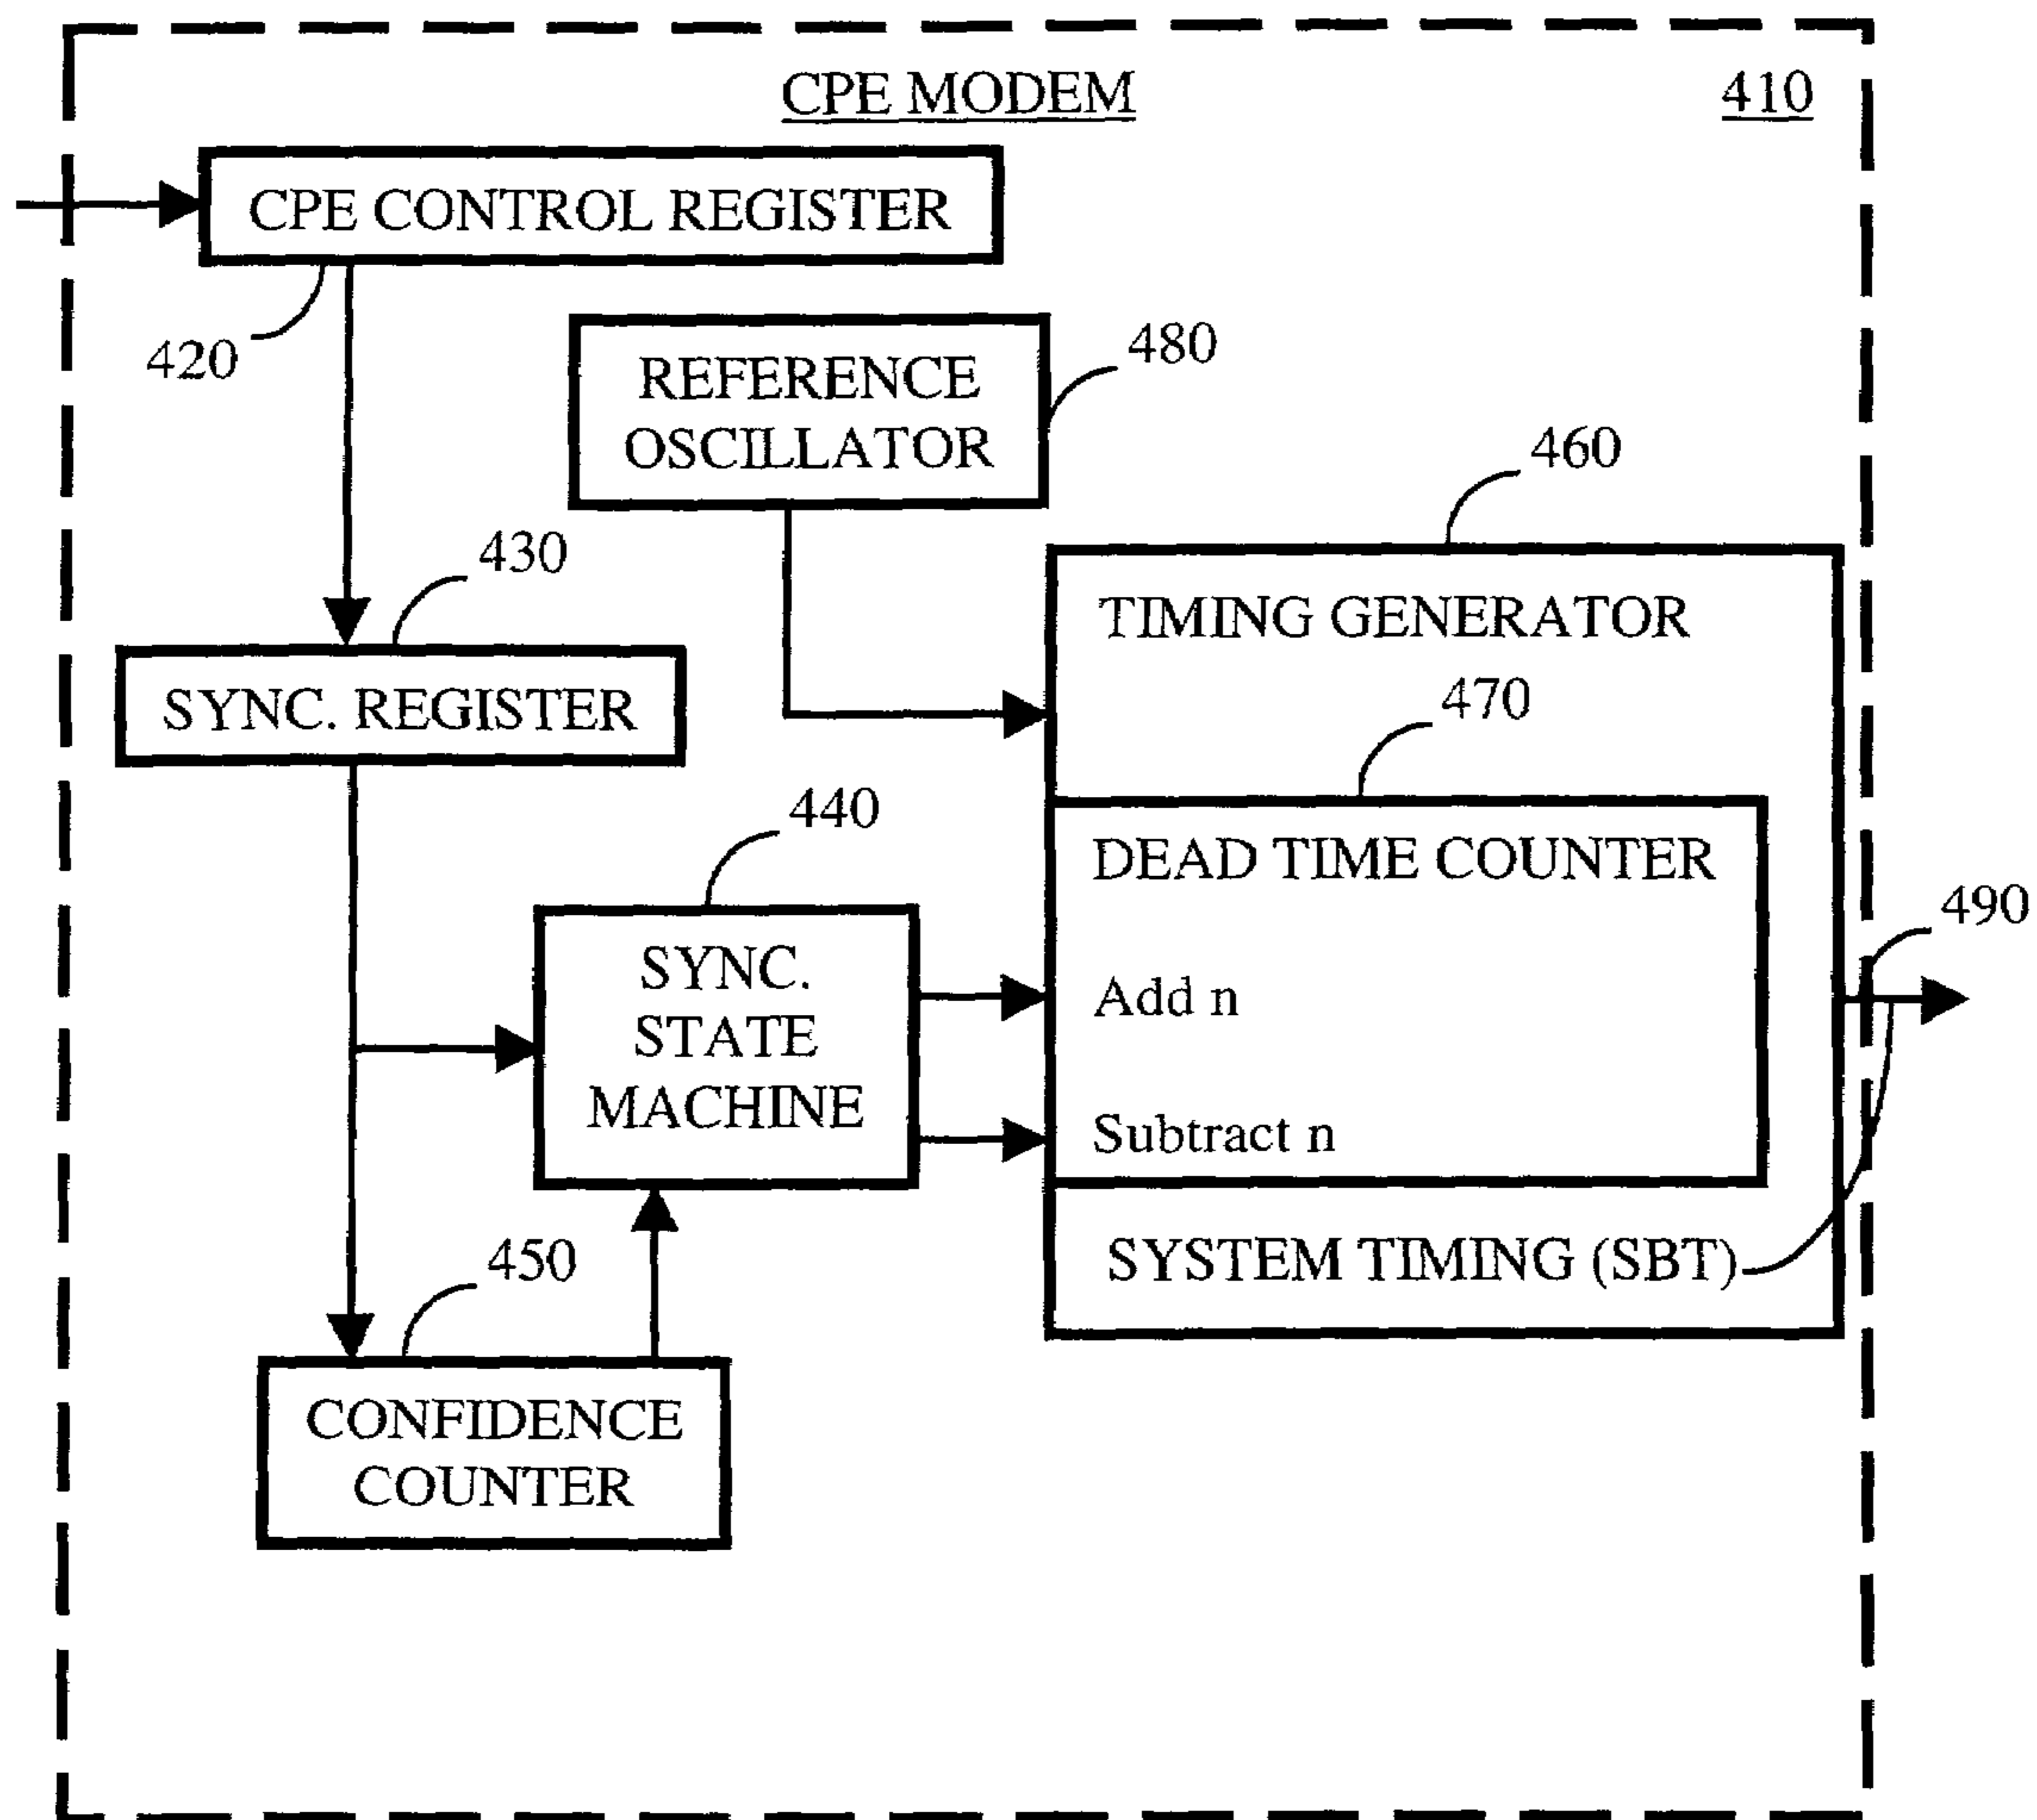 CPE MODEM
410
CPE CONTROL REGISTER
420
REFERENCE
OSCILLATOR
480
460
430
TIMING GENERATOR
SYNC. REGISTER
470
440
DEAD TIME COUNTER
490
SYNC.
STATE
MACHINE
Add n
Subtract n
450
SYSTEM TIMING (SBT)
CONFIDENCE
COUNTER